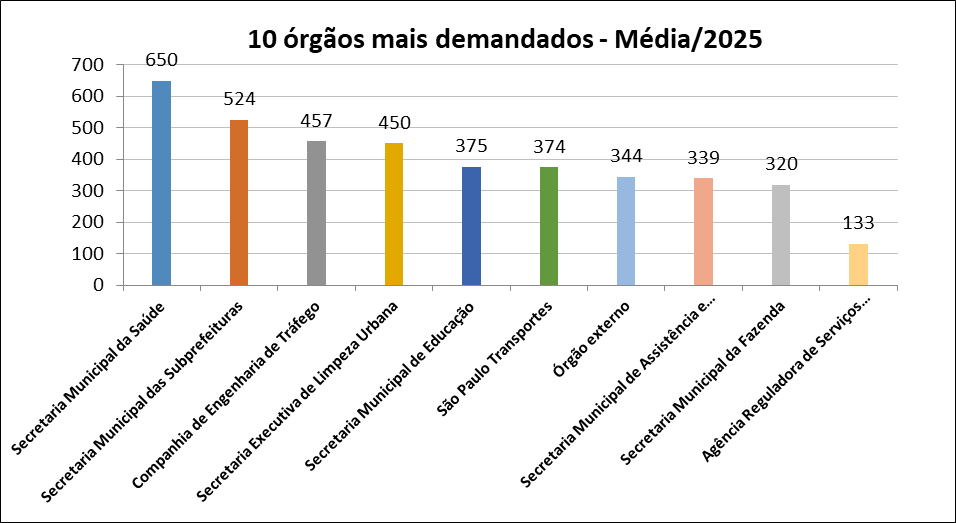 10 órgãos mais demandados - Média/2025
700
600
500
400
300
200
100
0
650
524
457
450
375
374
344
339
320
133
Secretaria Municipal da Saúde
Secretaria Municipal das Subprefeituras
Companhia de Engenharia de Tráfego
Secretaria Executiva de Limpeza Urbana
Secretaria Municipal de Educação
São Paulo Transportes
Órgão externo
Secretaria Municipal de Assistência e...
Secretaria Municipal da Fazenda
Agência Reguladora de Serviços...